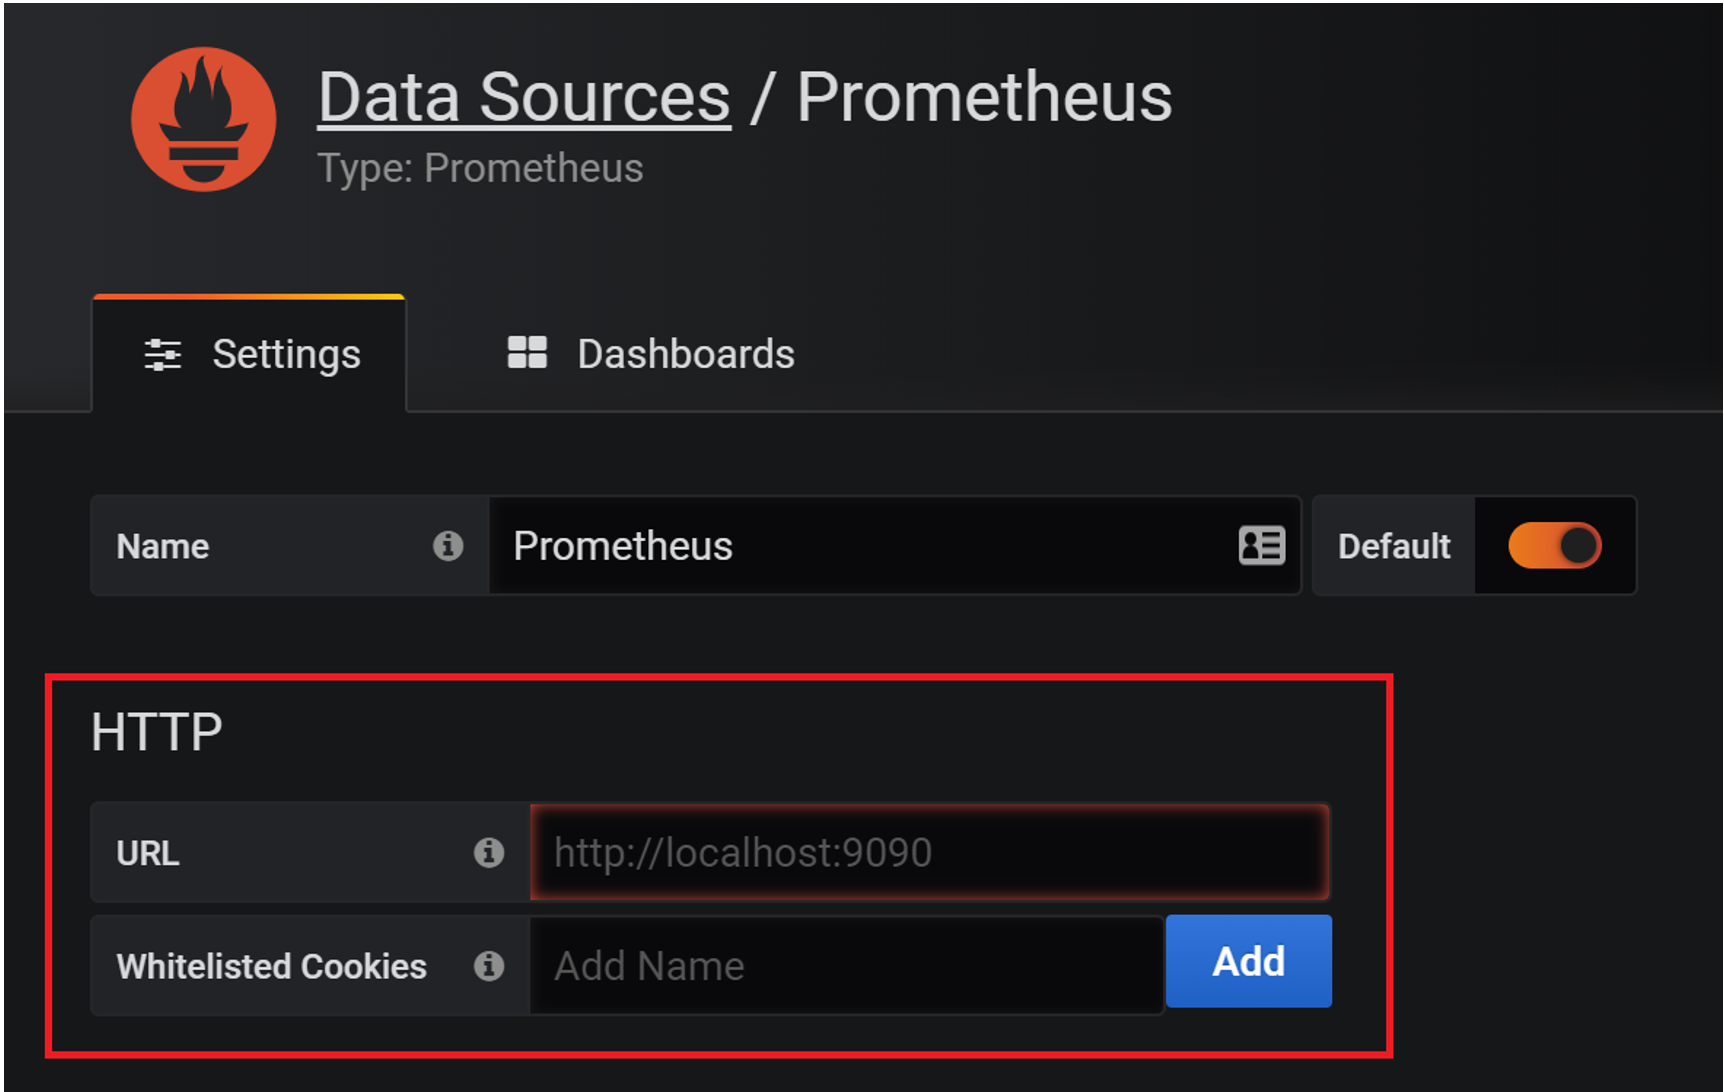 Data Sources / Prometheus
Type: Prometheus
Settings Dashboards
Name Prometheus Default
HTTP
URL http://localhost:9090
Whitelisted Cookies Add Name Add